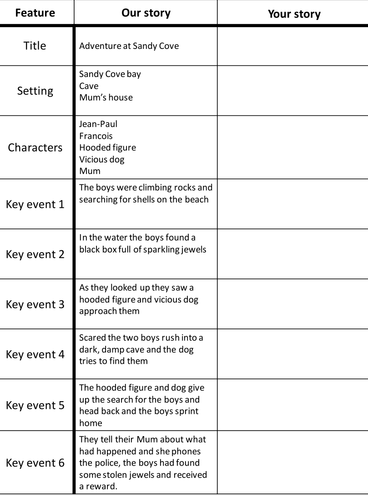 Feature Our story Your story
Title Adventure at Sandy Cove
Setting
Sandy Cove bay
Cave
Mum's house
Characters
Jean-Paul
Francois
Hooded figure
Vicious dog
Mum
Key event 1
The boys were climbing rocks and
searching for shells on the beach
Key event 2
In the water the boys found a
black box full of sparkling jewels
Key event 3
As they looked up they saw a
hooded figure and vicious dog
approach them
Key event 4
Scared the two boys rush into a
dark, damp cave and the dog
tries to find them
Key event 5
The hooded figure and dog give
up the search for the boys and
head back and the boys sprint
home
Key event 6
They tell their Mum about what
had happened and she phones
the police, the boys had found
some stolen jewels and received
a reward.